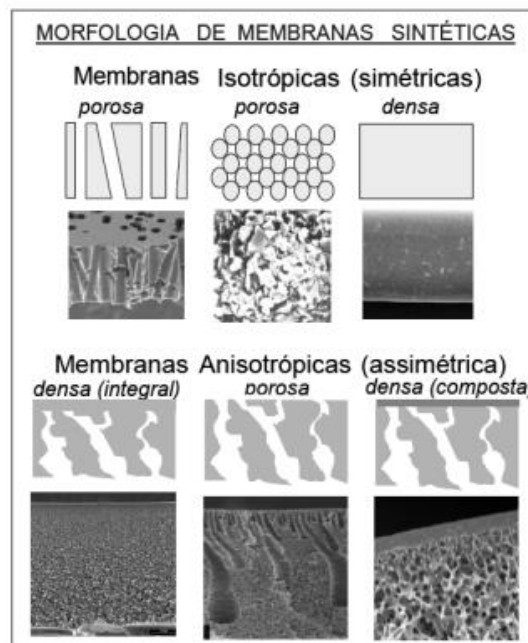 MORFOLOGIA DE MEMBRANAS SINTÉTICAS
Membranas Isotrópicas (simétricas)
porosa porosa densa
Membranas Anisotrópicas (assimétrica)
densa (integral) porosa densa (composta)